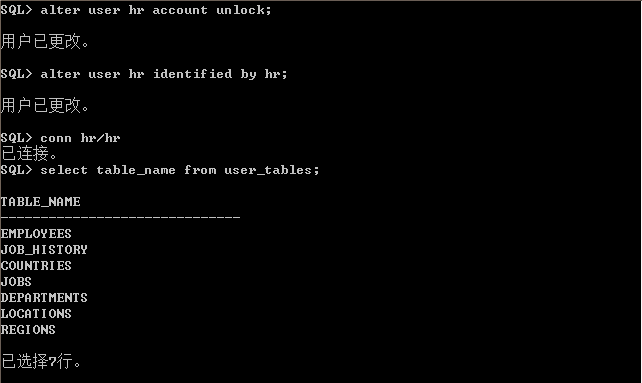 SQL> alter user hr account unlock;
用户已更改。
SQL> alter user hr identified by hr;
用户已更改。
SQL> conn hr/hr
已连接。
SQL> select table_name from user_tables;
TABLE_NAME
------------------------------
EMPLOYEES
JOB_HISTORY
COUNTRIES
JOBS
DEPARTMENTS
LOCATIONS
REGIONS
已选择7行。